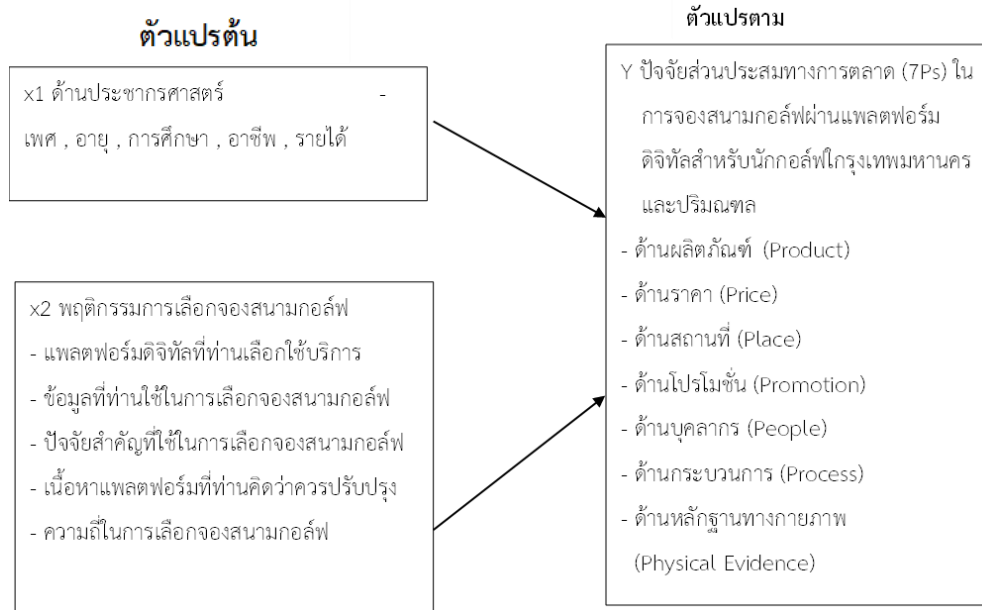 ตัวแปรต้น
x1 ด้านประชากรศาสตร์ -
เพศ , อายุ , การศึกษา , อาชีพ , รายได้
x2 พฤติกรรมการเลือกจองสนามกอล์ฟ
- แพลตฟอร์มดิจิทัลที่ท่านเลือกใช้บริการ
- ข้อมูลที่ท่านใช้ในการเลือกจองสนามกอล์ฟ
- ปัจจัยสำคัญที่ใช้ในการเลือกจองสนามกอล์ฟ
- เนื้อหาแพลตฟอร์มที่ท่านคิดว่าควรปรับปรุง
- ความถี่ในการเลือกจองสนามกอล์ฟ
ตัวแปรตาม
Y ปัจจัยส่วนประสมทางการตลาด (7Ps) ใน
การจองสนามกอล์ฟผ่านแพลตฟอร์ม
ดิจิทัลสำหรับนักกอล์ฟใกรุงเทพมหานคร
และปริมณฑล
- ด้านผลิตภัณฑ์ (Product)
- ด้านราคา (Price)
- ด้านสถานที่ (Place)
- ด้านโปรโมชั่น (Promotion)
- ด้านบุคลากร (People)
- ด้านกระบวนการ (Process)
- ด้านหลักฐานทางกายภาพ
(Physical Evidence)